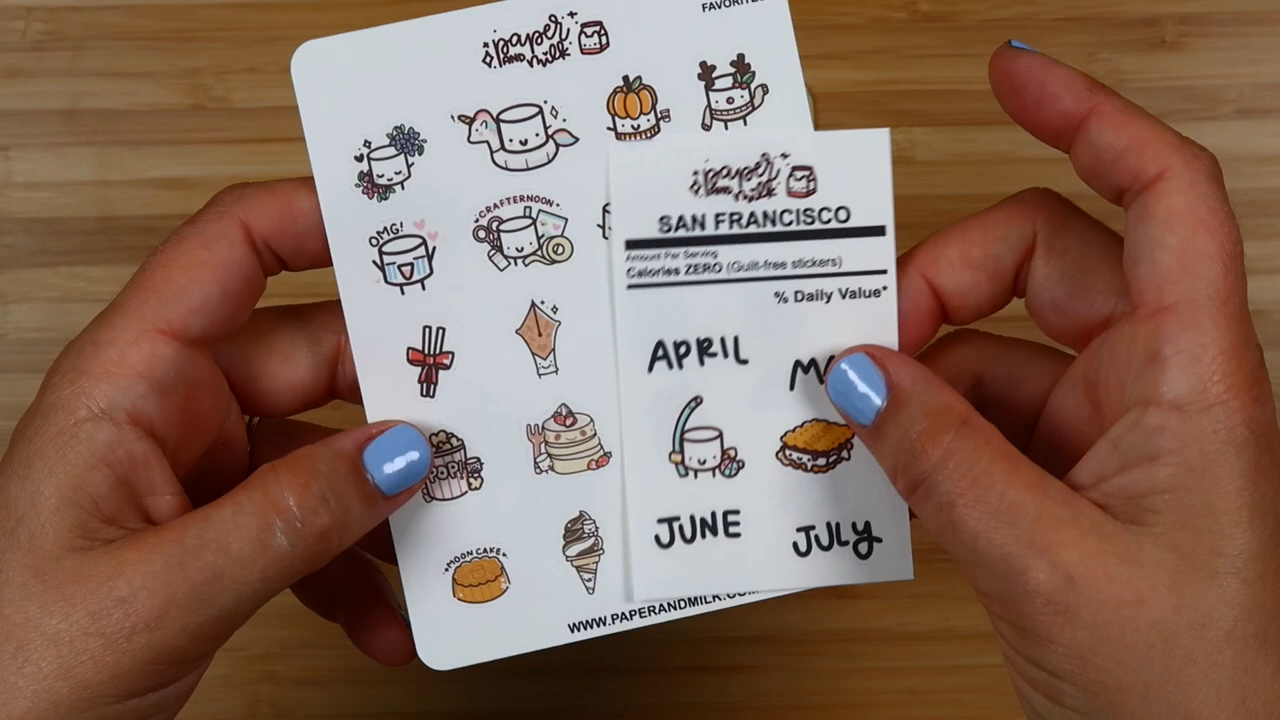 FAVORITES
paper
AND milk
OMG!
CRAFTERNOON
POP!
MOON CAKE
WWW.PAPERANDMILK.COM
paper
AND milk
SAN FRANCISCO
Amount Per Serving
Calories ZERO (Guilt-free stickers)
% Daily Value*
APRIL
JUNE
JULY